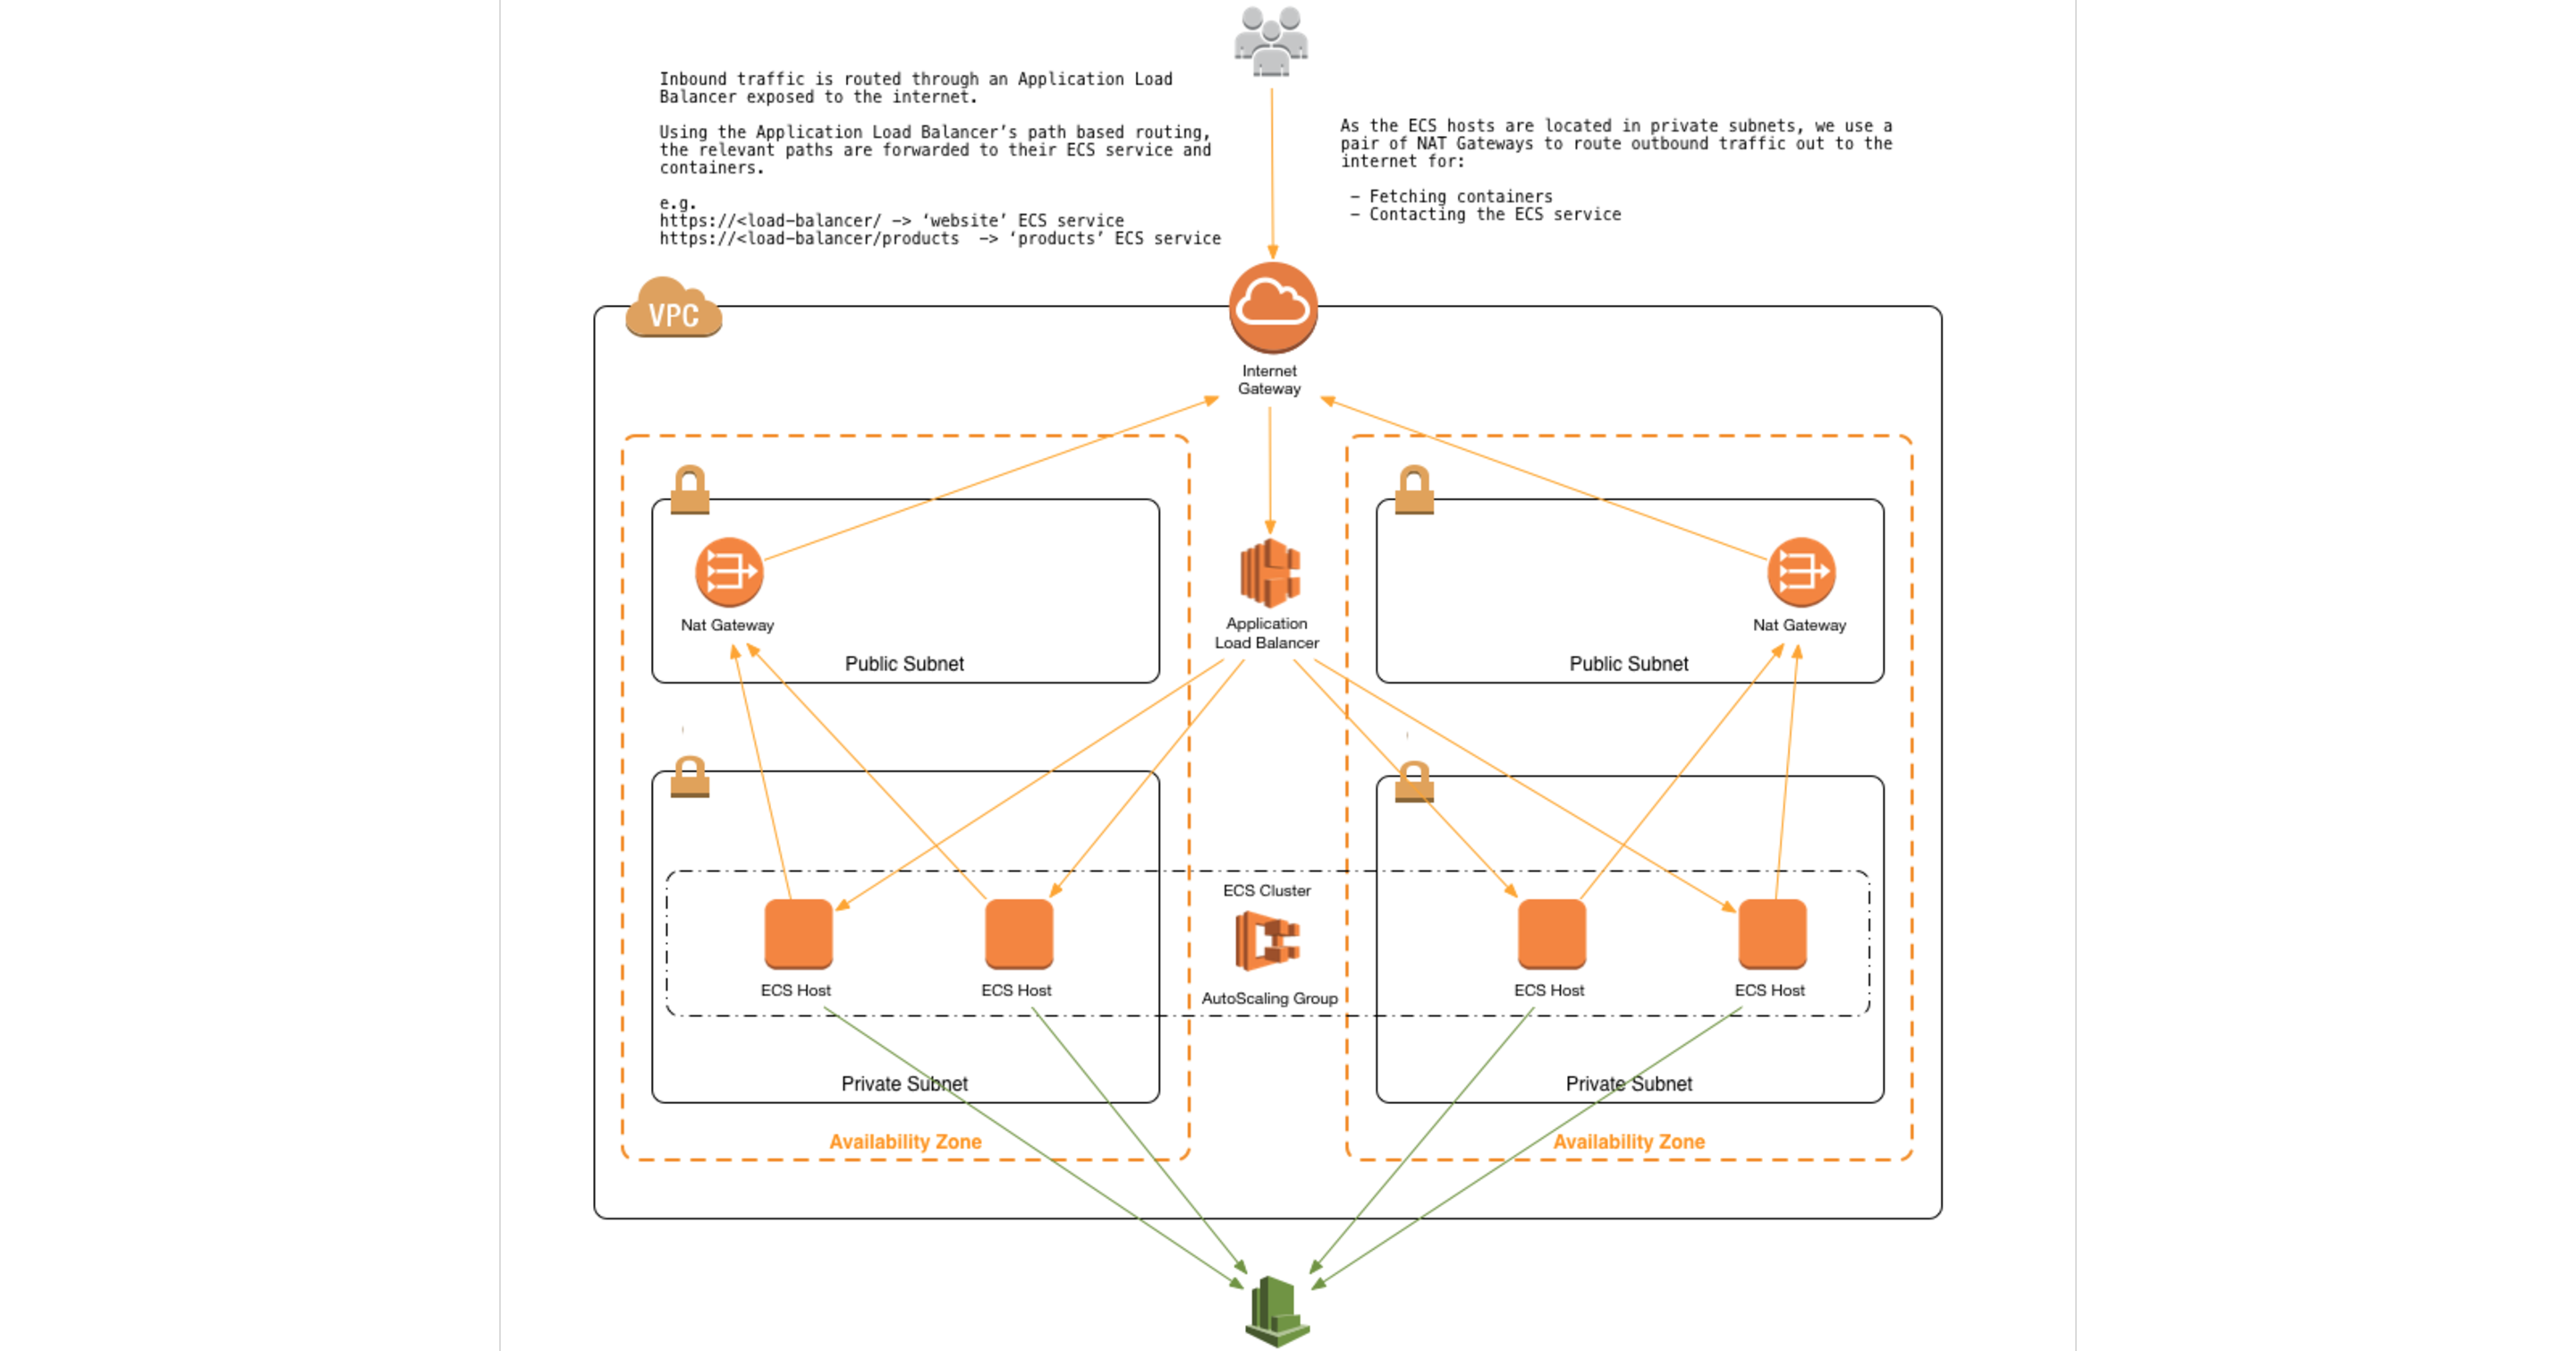 Inbound traffic is routed through an Application Load
Balancer exposed to the internet.
Using the Application Load Balancer’s path based routing,
the relevant paths are forwarded to their ECS service and
containers.
e.g.
https://<load-balancer/ –> ‘website’ ECS service
https://<load-balancer/products  –> ‘products’ ECS service
As the ECS hosts are located in private subnets, we use a
pair of NAT Gateways to route outbound traffic out to the
internet for:
– Fetching containers
– Contacting the ECS service
VPC
Internet
Gateway
Nat Gateway
Public Subnet
Application
Load Balancer
Nat Gateway
Public Subnet
ECS Cluster
ECS Host
ECS Host
AutoScaling Group
ECS Host
ECS Host
Private Subnet
Private Subnet
Availability Zone
Availability Zone